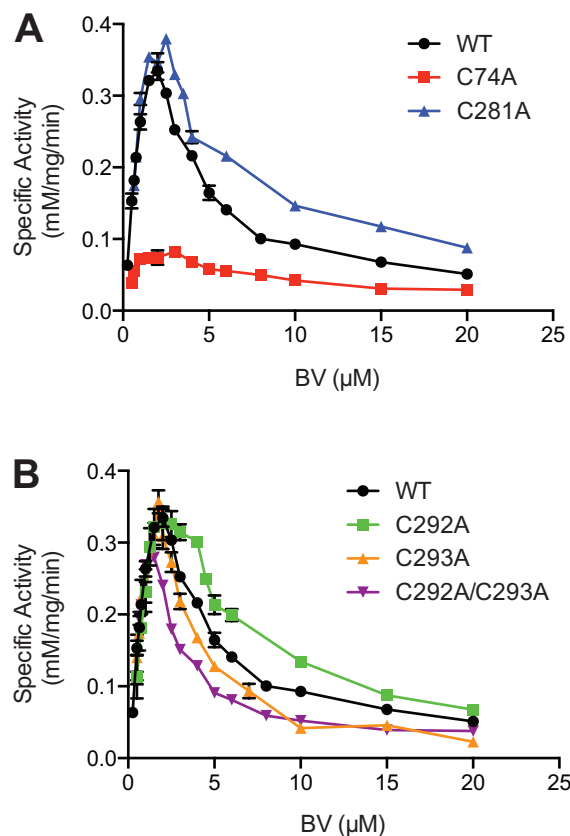 A
WT
C74A
C281A
Specific Activity
(mM/mg/min)
0.4
0.3
0.2
0.1
0.0
0 5 10 15 20 25
BV (µM)
B
WT
C292A
C293A
C292A/C293A
Specific Activity
(mM/mg/min)
0.4
0.3
0.2
0.1
0.0
0 5 10 15 20 25
BV (µM)